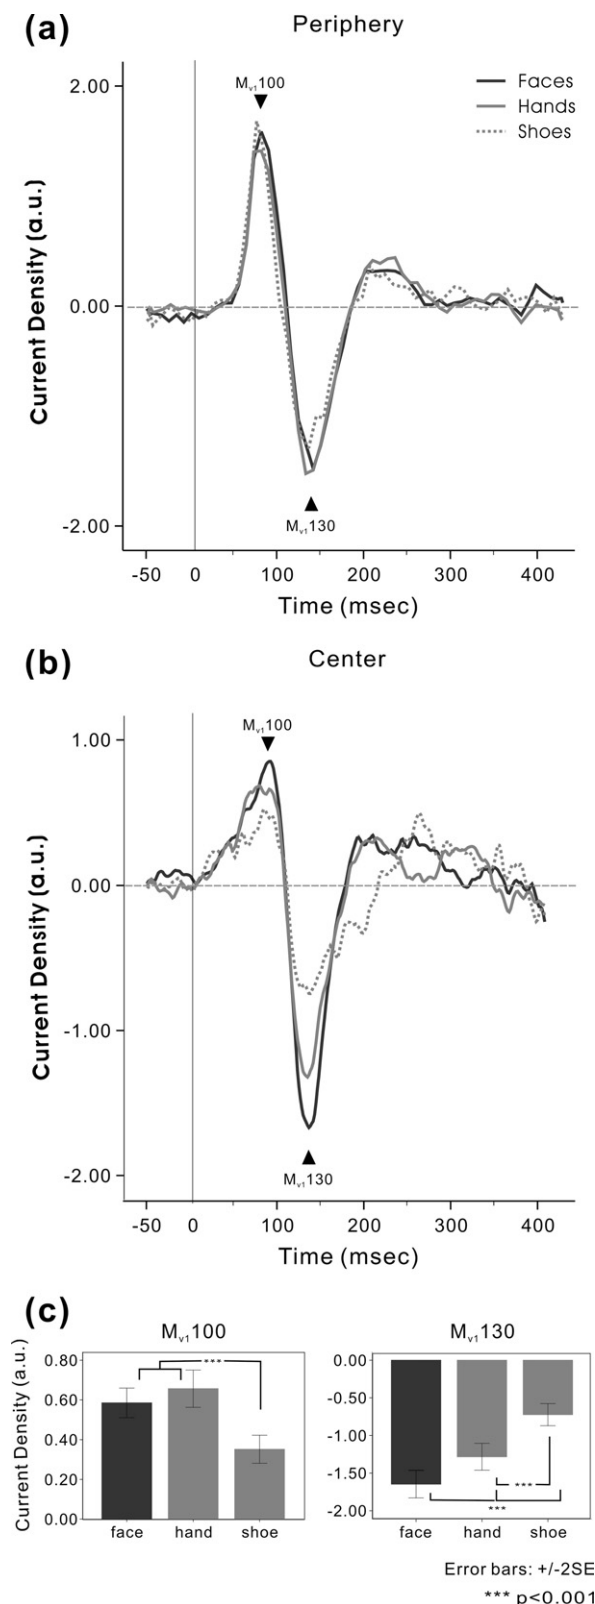 (a)
Periphery
Mv1100
Faces
Hands
Shoes
2.00
0.00
-2.00
Current Density (a.u.)
Mv1130
-50 0 100 200 300 400
Time (msec)
(b)
Center
Mv1100
1.00
0.00
-1.00
-2.00
Current Density (a.u.)
Mv1130
-50 0 100 200 300 400
Time (msec)
(c)
Mv1100
Current Density (a.u.)
0.80
0.60
0.40
0.20
0.00
***
face hand shoe
Mv1130
0.00
-0.50
-1.00
-1.50
-2.00
***
***
face hand shoe
Error bars: +/-2SE
*** p<0.001